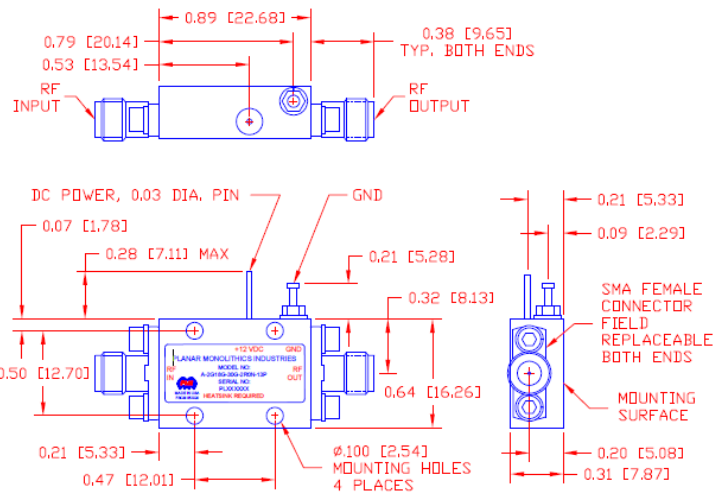 0.89 [22.68]
0.79 [20.14]
0.53 [13.54]
0.38 [9.65]
TYP. BOTH ENDS
RF
INPUT
RF
OUTPUT
DC POWER, 0.03 DIA. PIN
GND
0.07 [1.78]
0.28 [7.11] MAX
0.21 [5.28]
0.32 [8.13]
0.50 [12.70]
0.64 [16.26]
+12 VDC GND
PLANAR MONOLITHICS INDUSTRIES
RF
IN
MODEL NO:
A-2G18G-30G-2R6N-13P
SERIAL NO:
PLXXXXXX
RF
OUT
HEATSINK REQUIRED
0.21 [5.33]
0.47 [12.01]
Ø.100 [2.54]
MOUNTING HOLES
4 PLACES
0.21 [5.33]
0.09 [2.29]
SMA FEMALE
CONNECTOR
FIELD
REPLACEABLE
BOTH ENDS
MOUNTING
SURFACE
0.20 [5.08]
0.31 [7.87]